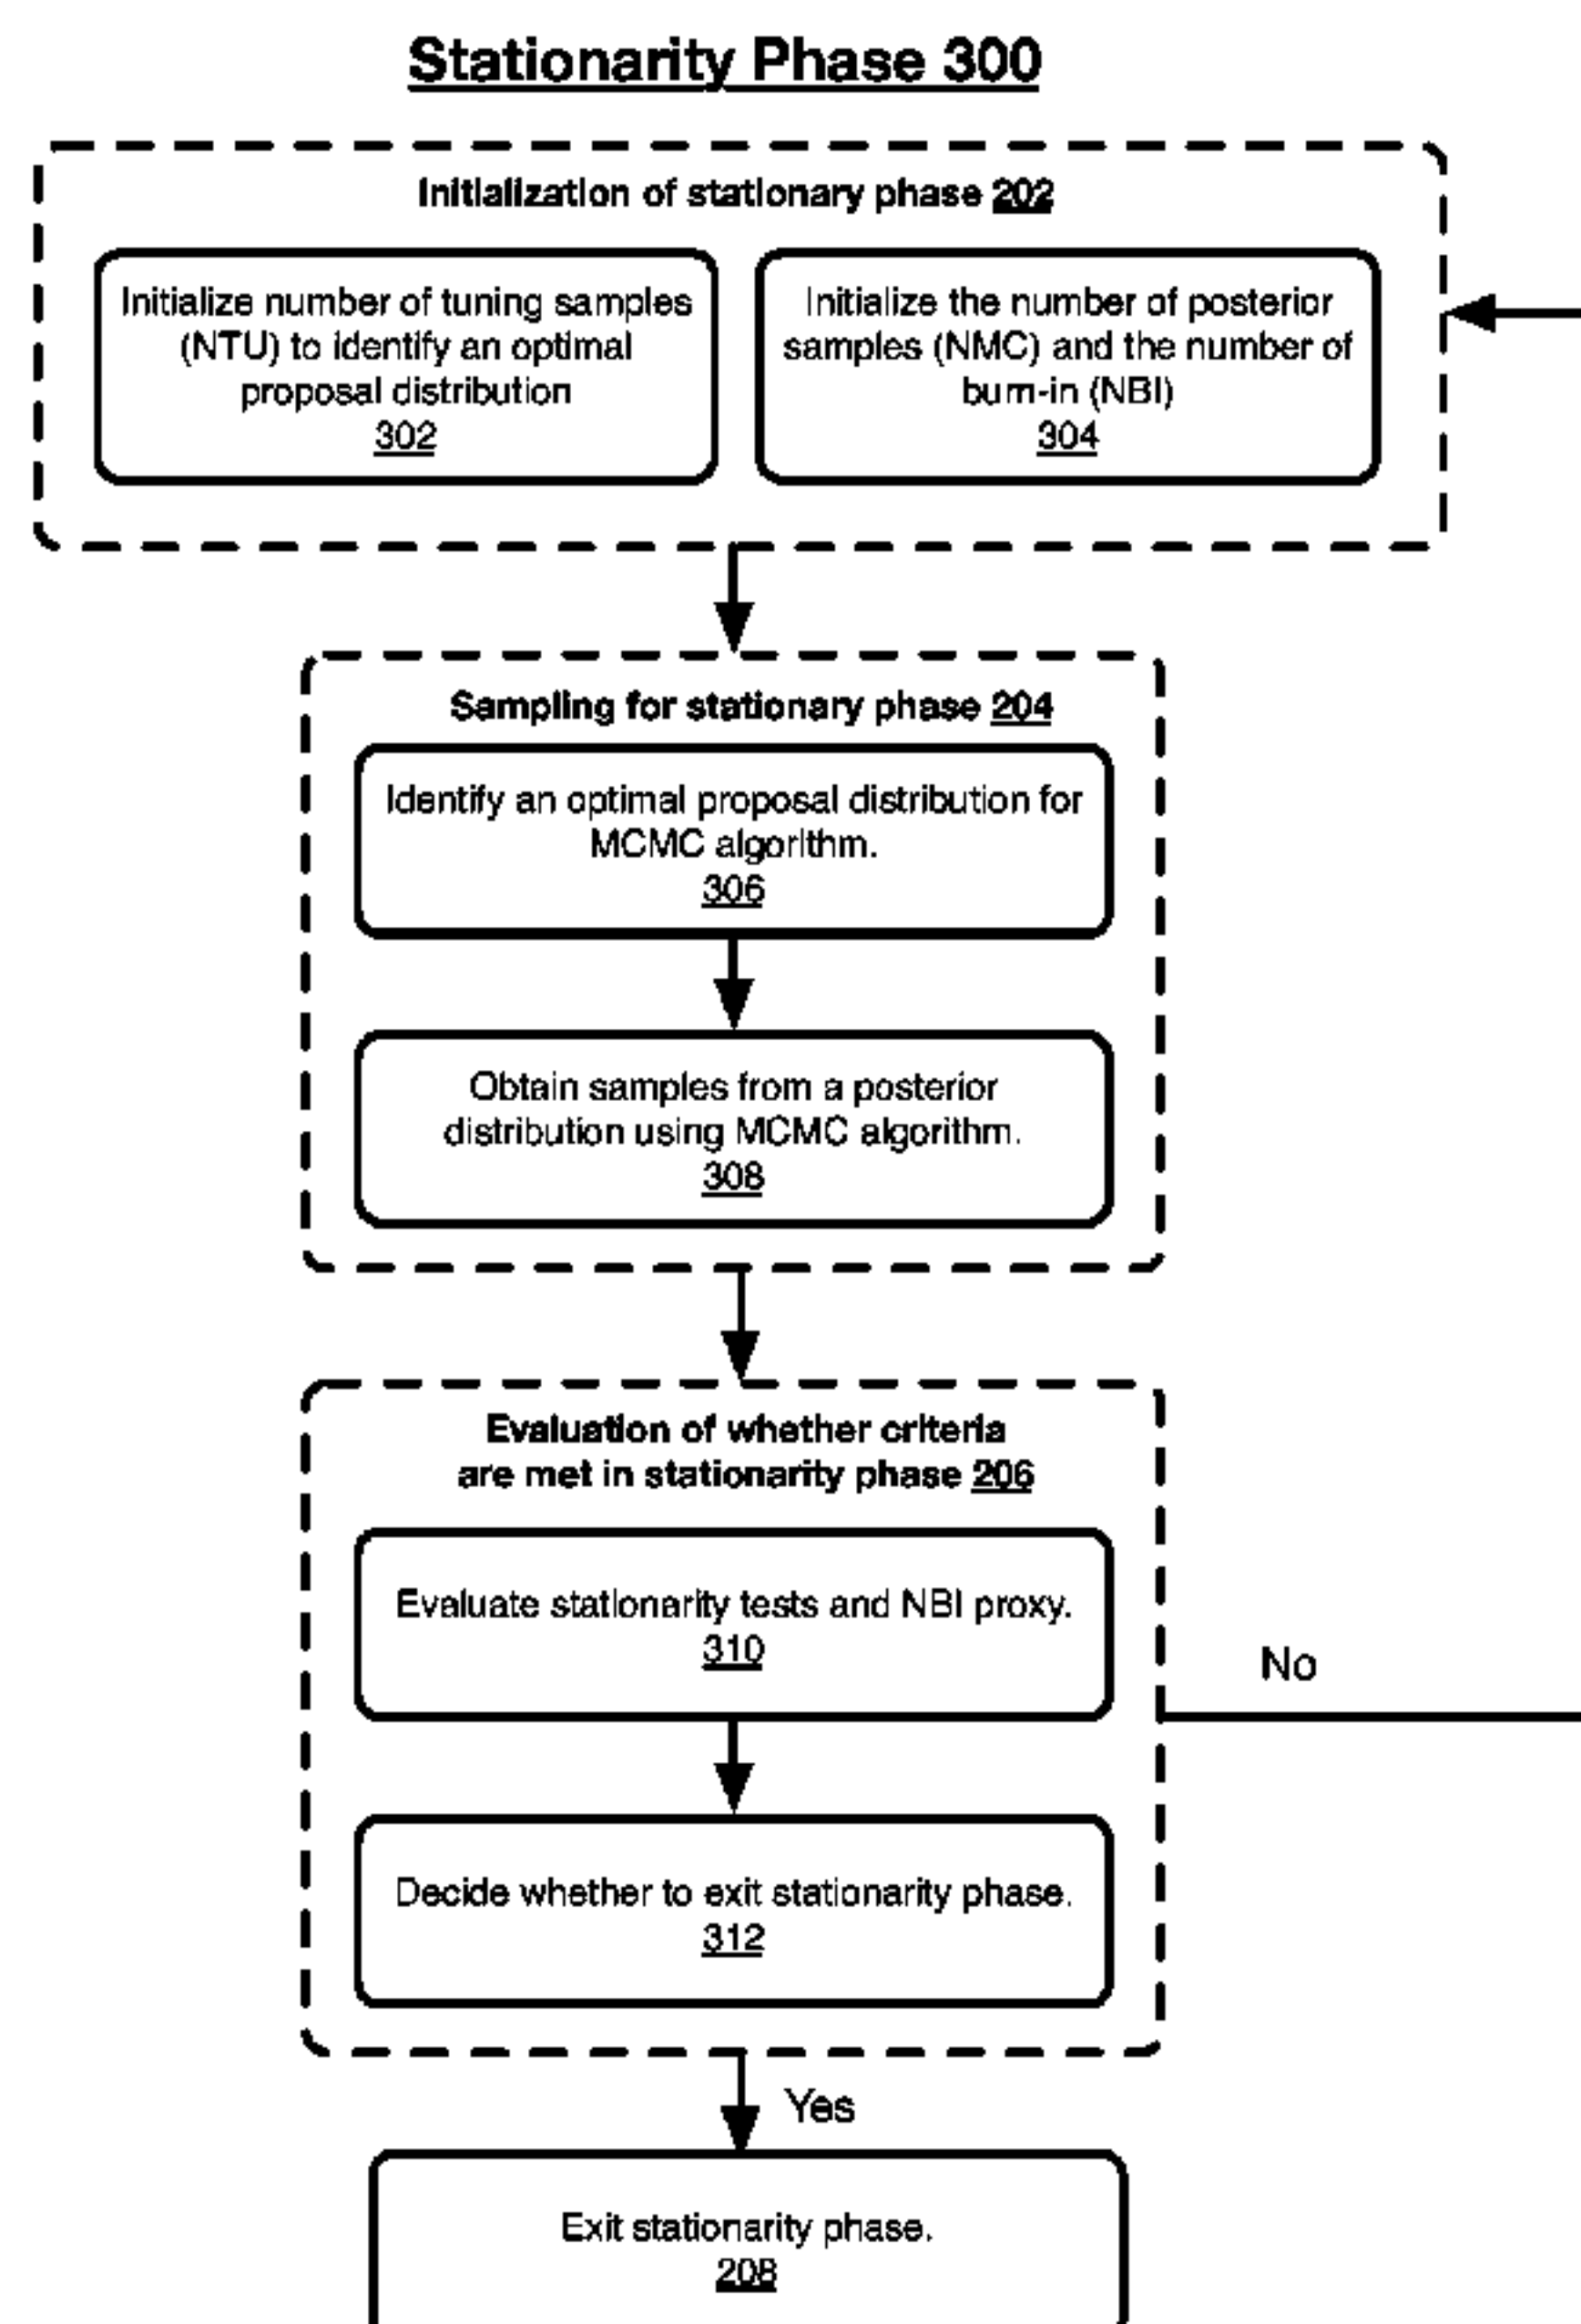 Stationarity Phase 300
Initialization of stationary phase 202
Initialize number of tuning samples
(NTU) to identify an optimal
proposal distribution
302
Initialize the number of posterior
samples (NMC) and the number of
burn-in (NBI)
304
Sampling for stationary phase 204
Identify an optimal proposal distribution for
MCMC algorithm.
306
Obtain samples from a posterior
distribution using MCMC algorithm.
308
Evaluation of whether criteria
are met in stationarity phase 206
Evaluate stationarity tests and NBI proxy.
310
No
Decide whether to exit stationarity phase.
312
Yes
Exit stationarity phase.
208